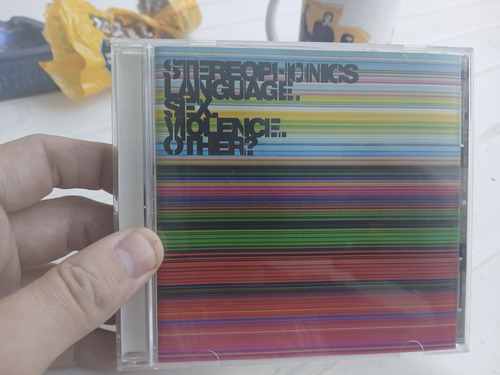 STEREOPHONICS
LANGUAGE.
SEX.
VIOLENCE.
OTHER?